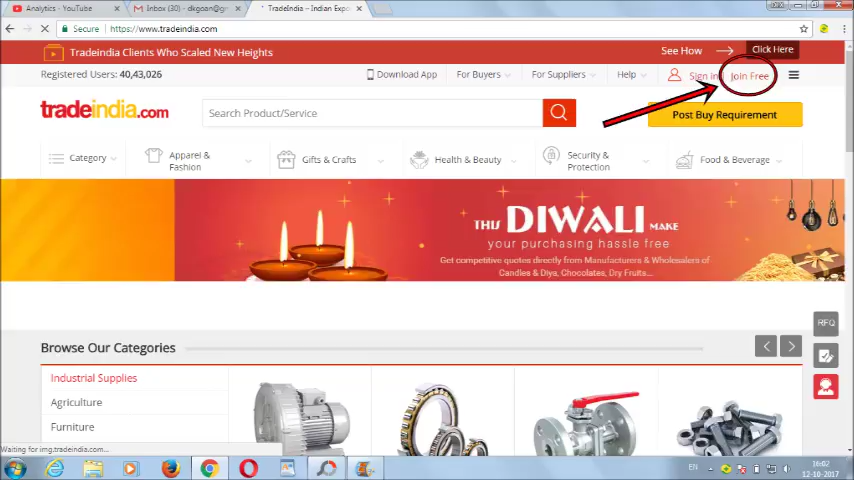 Analytics - YouTube
Inbox (30) - dkgoan@gm
TradeIndia – Indian Expo
Secure https://www.tradeindia.com
Tradeindia Clients Who Scaled New Heights
See How
Click Here
Registered Users: 40,43,026
Download App
For Buyers
For Suppliers
Help
Sign in
Join Free
tradeindia.com
Search Product/Service
Post Buy Requirement
Category
Apparel &
Fashion
Gifts & Crafts
Health & Beauty
Security &
Protection
Food & Beverage
THIS DIWALI MAKE
your purchasing hassle free
Get competitive quotes directly from Manufacturers & Wholesalers of
Candles & Diya, Chocolates, Dry Fruits...
RFQ
Browse Our Categories
Industrial Supplies
Agriculture
Furniture
Waiting for img.tradeindia.com...
EN
16:02
12-10-2017